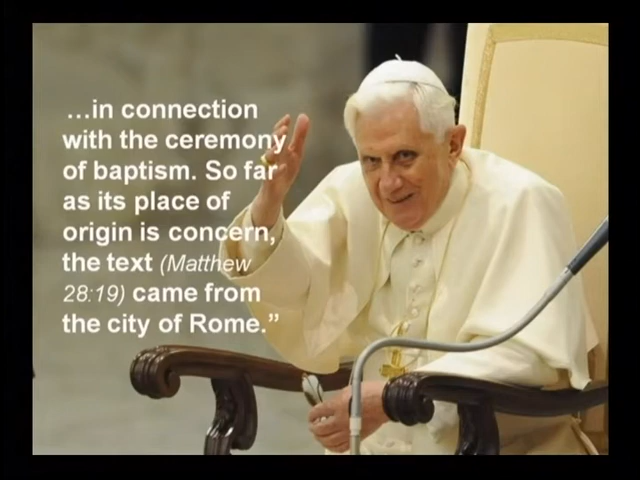 …in connection
with the ceremony
of baptism. So far
as its place of
origin is concern,
the text (Matthew
28:19) came from
the city of Rome.”